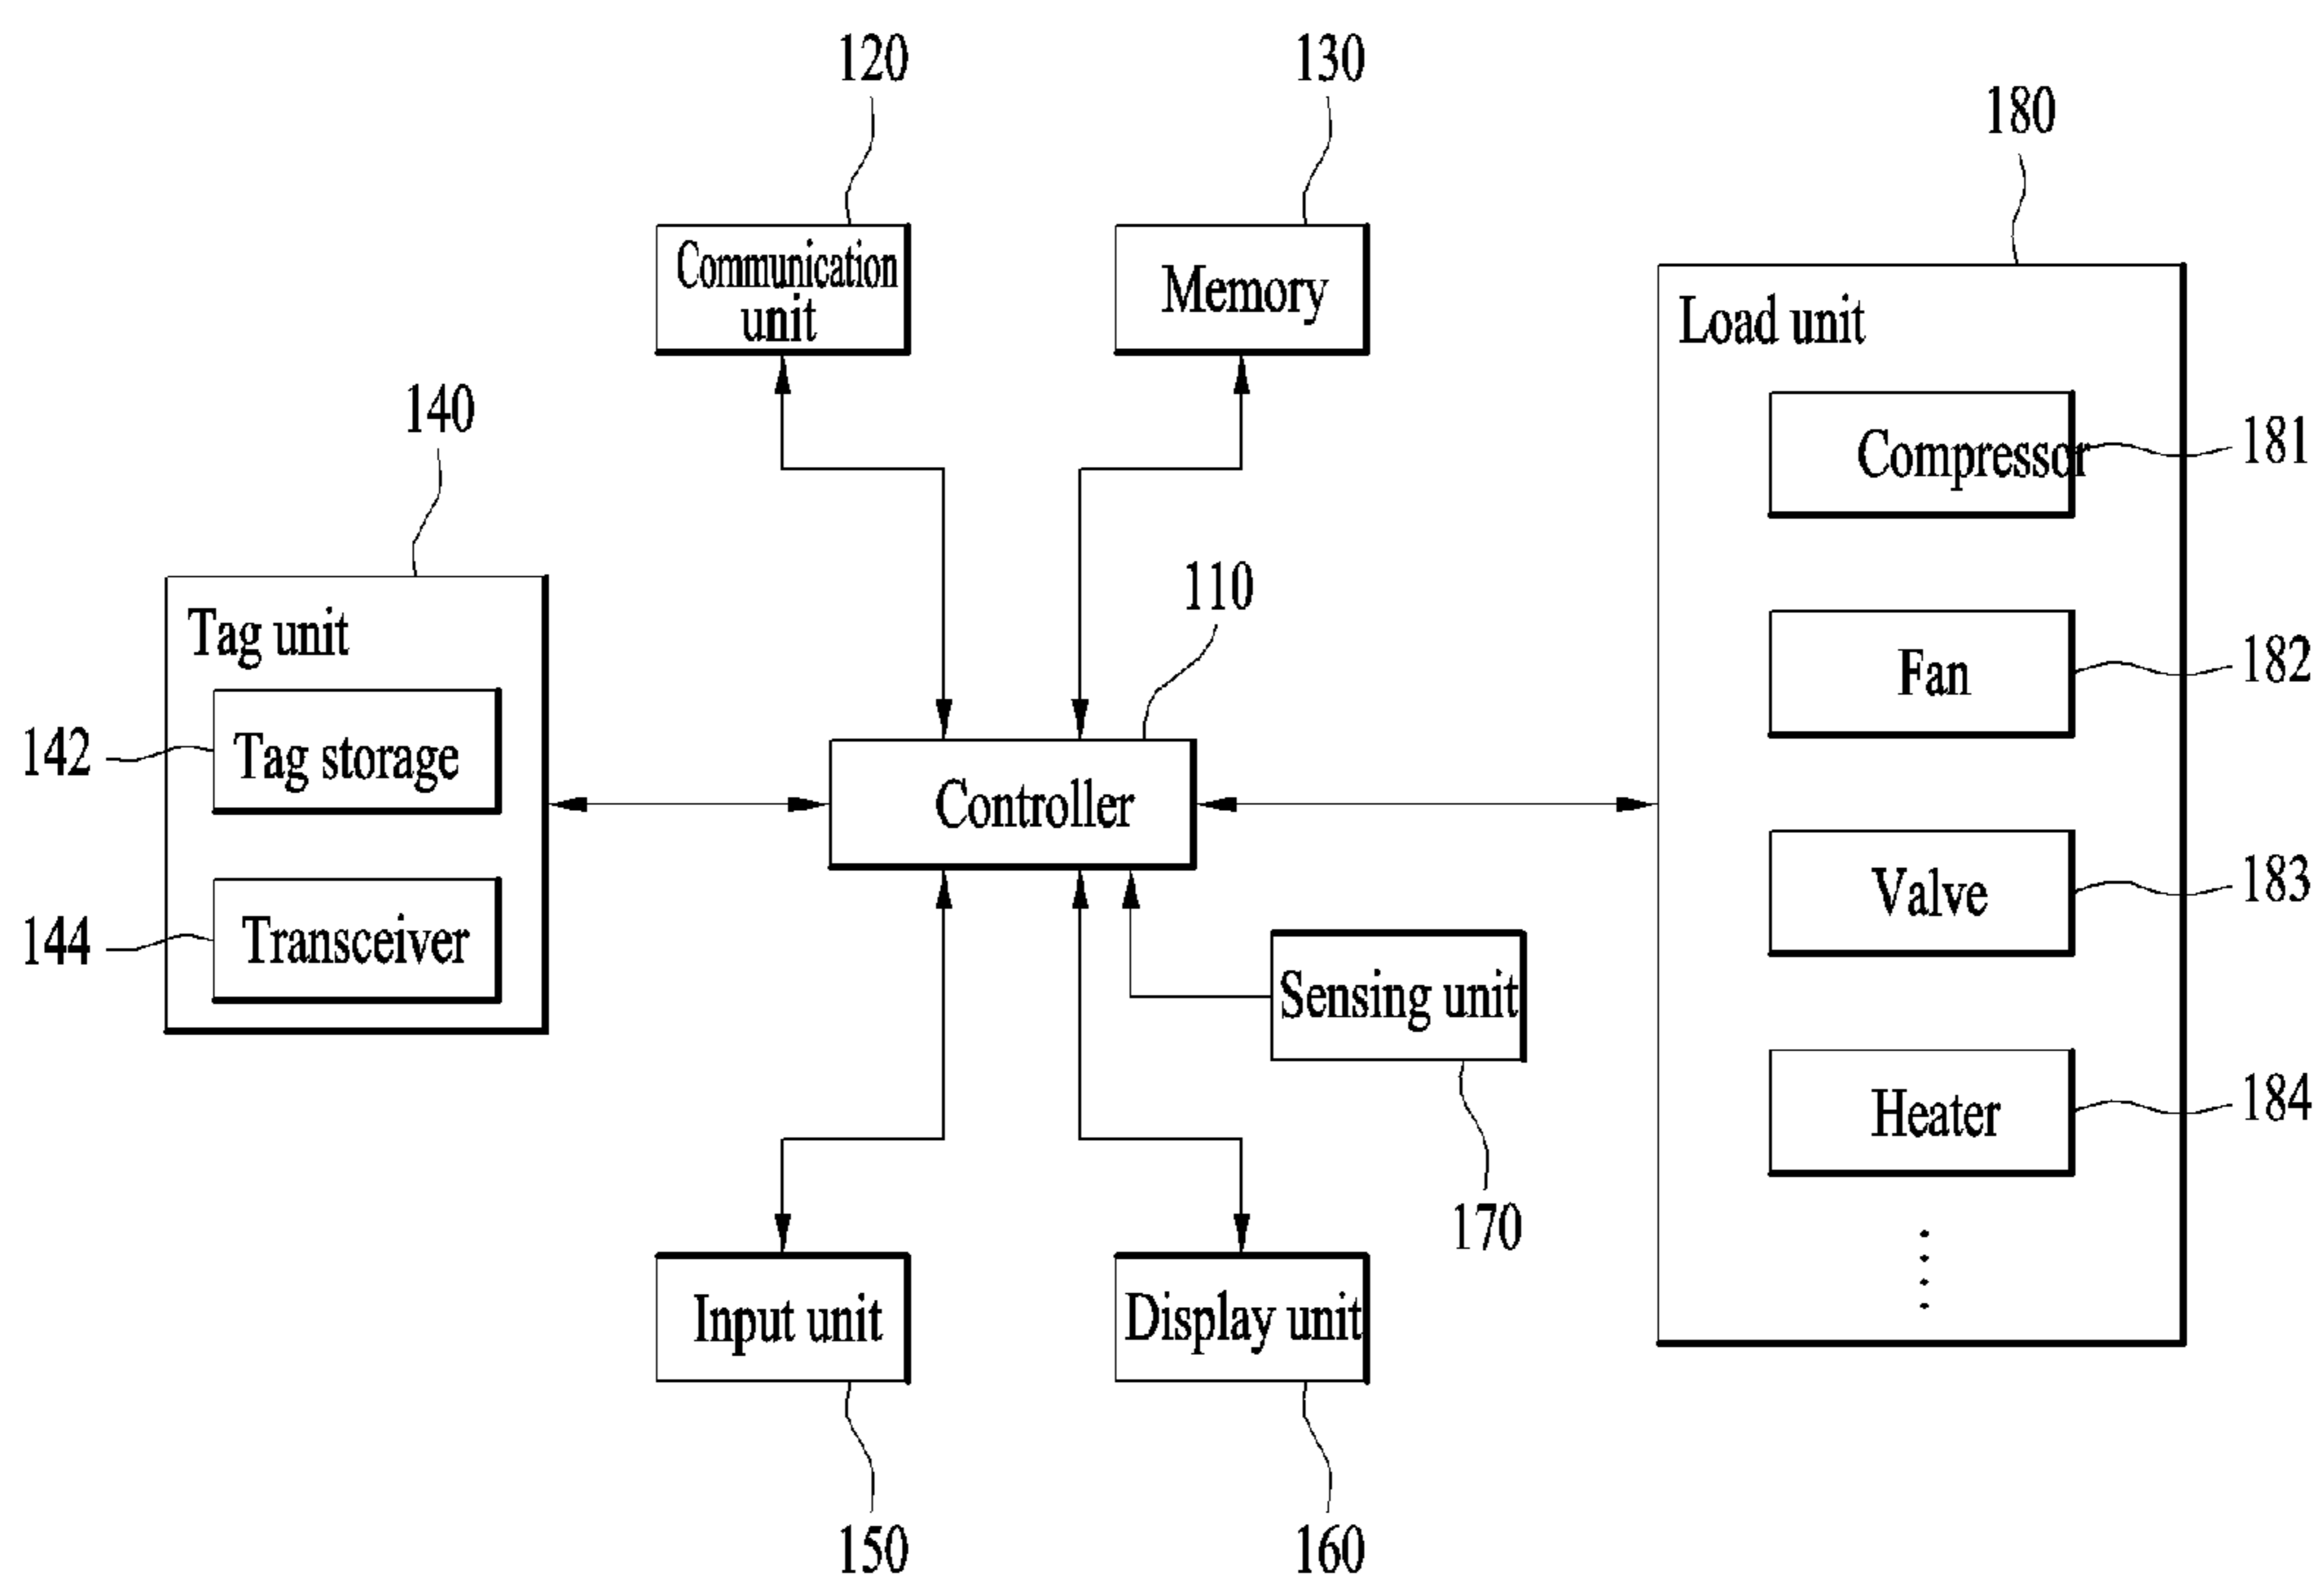 120
130
180
Communication
unit
Memory
Load unit
140
Compressor
181
110
Tag unit
Fan
182
142
Tag storage
Controller
Valve
183
144
Transceiver
Sensing unit
Heater
184
170
Input unit
Display unit
150
160